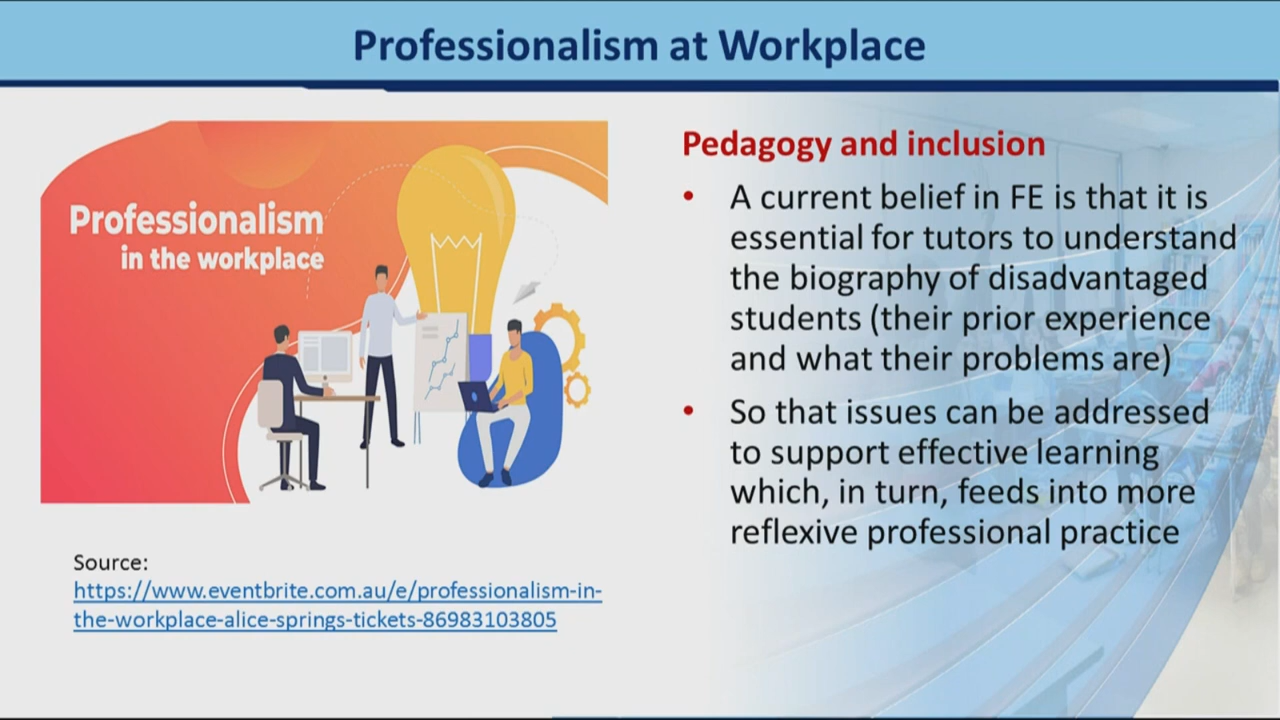 Professionalism at Workplace
Professionalism
in the workplace
Source:
https://www.eventbrite.com.au/e/professionalism-in-
the-workplace-alice-springs-tickets-86983103805
Pedagogy and inclusion
• A current belief in FE is that it is
essential for tutors to understand
the biography of disadvantaged
students (their prior experience
and what their problems are)
• So that issues can be addressed
to support effective learning
which, in turn, feeds into more
reflexive professional practice